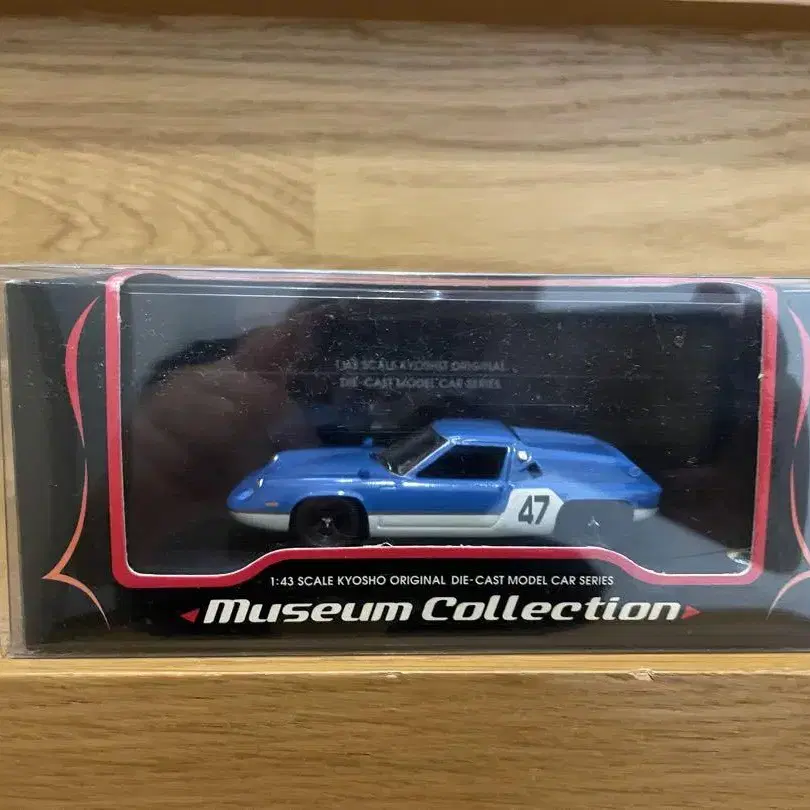 1:43 SCALE KYOSHO ORIGINAL
DIE-CAST MODEL CAR SERIES
47
1:43 SCALE KYOSHO ORIGINAL DIE-CAST MODEL CAR SERIES
Museum Collection